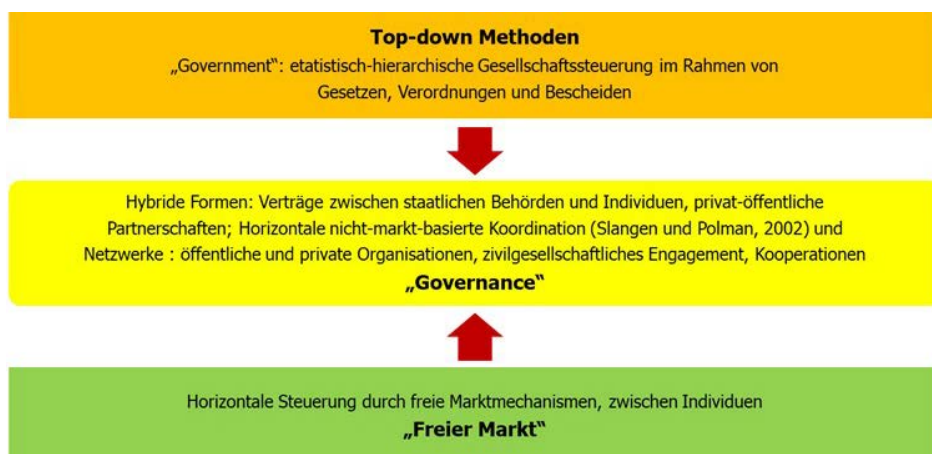 Top-down Methoden
„Government“: etatistisch-hierarchische Gesellschaftssteuerung im Rahmen von
Gesetzen, Verordnungen und Bescheiden
Hybride Formen: Verträge zwischen staatlichen Behörden und Individuen, privat-öffentliche
Partnerschaften; Horizontale nicht-markt-basierte Koordination (Slangen und Polman, 2002) und
Netzwerke : öffentliche und private Organisationen, zivilgesellschaftliches Engagement, Kooperationen
„Governance“
Horizontale Steuerung durch freie Marktmechanismen, zwischen Individuen
„Freier Markt“